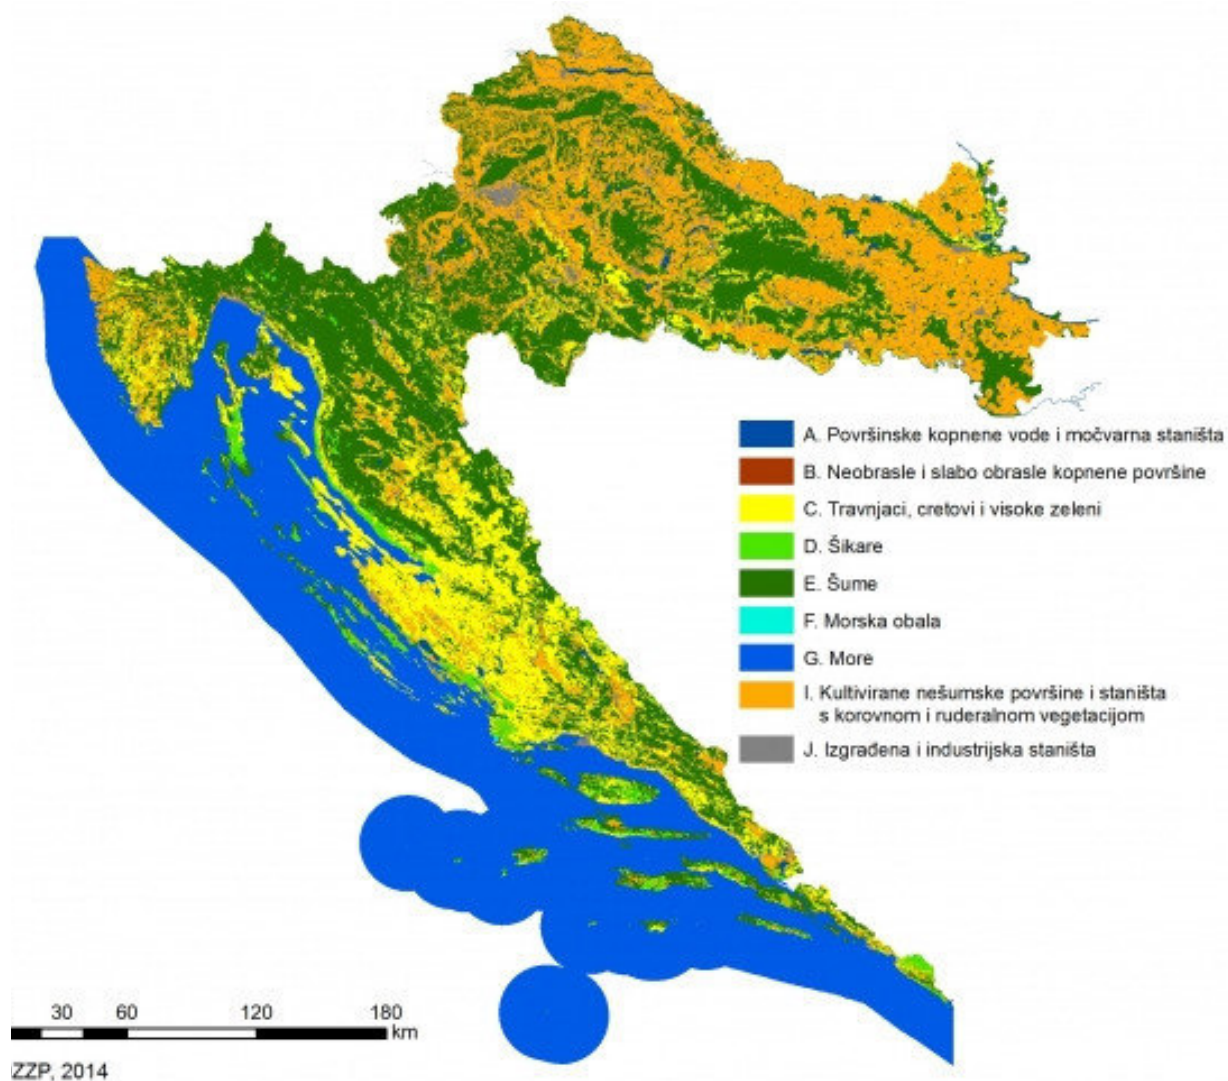 A. Površinske kopnene vode i močvarna staništa
B. Neobrasle i slabo obrasle kopnene površine
C. Travnjaci, cretovi i visoke zeleni
D. Šikare
E. Šume
F. Morska obala
G. More
I. Kultivirane nešumske površine i staništa
s korovnom i ruderalnom vegetacijom
J. Izgrađena i industrijska staništa
30 60 120 180
km
ZZP, 2014